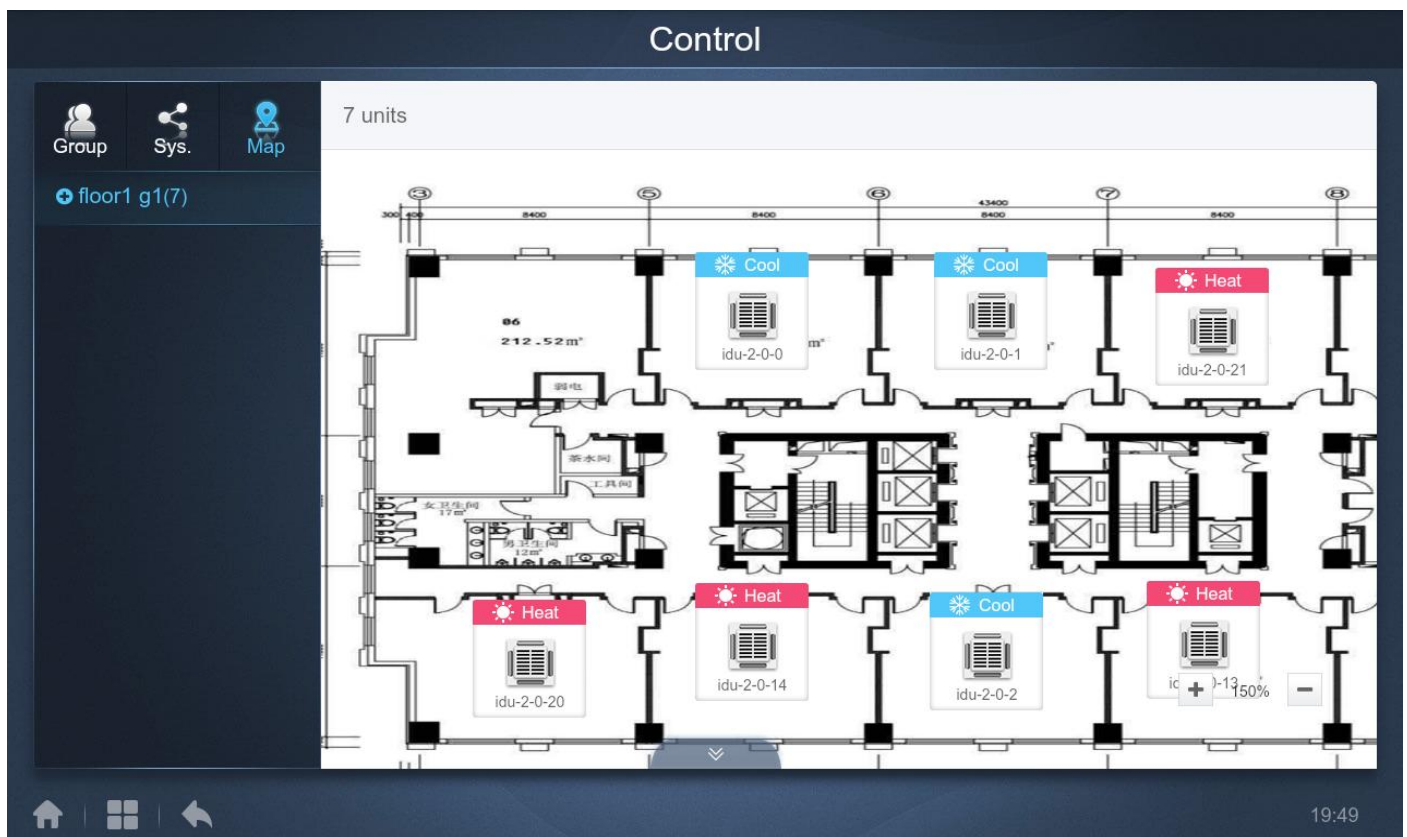 Control
Group
Sys.
Map
7 units
floor1 g1(7)
3
5
6
7
8
43400
300
400
8400
8400
8400
8400
Cool
Cool
Heat
06
212.52m²
m²
idu-2-0-0
idu-2-0-1
idu-2-0-21
弱电
茶水间
工具间
女卫生间
17m²
男卫生间
12m²
Heat
Heat
Cool
Heat
idu-2-0-20
idu-2-0-14
idu-2-0-2
150%
19:49